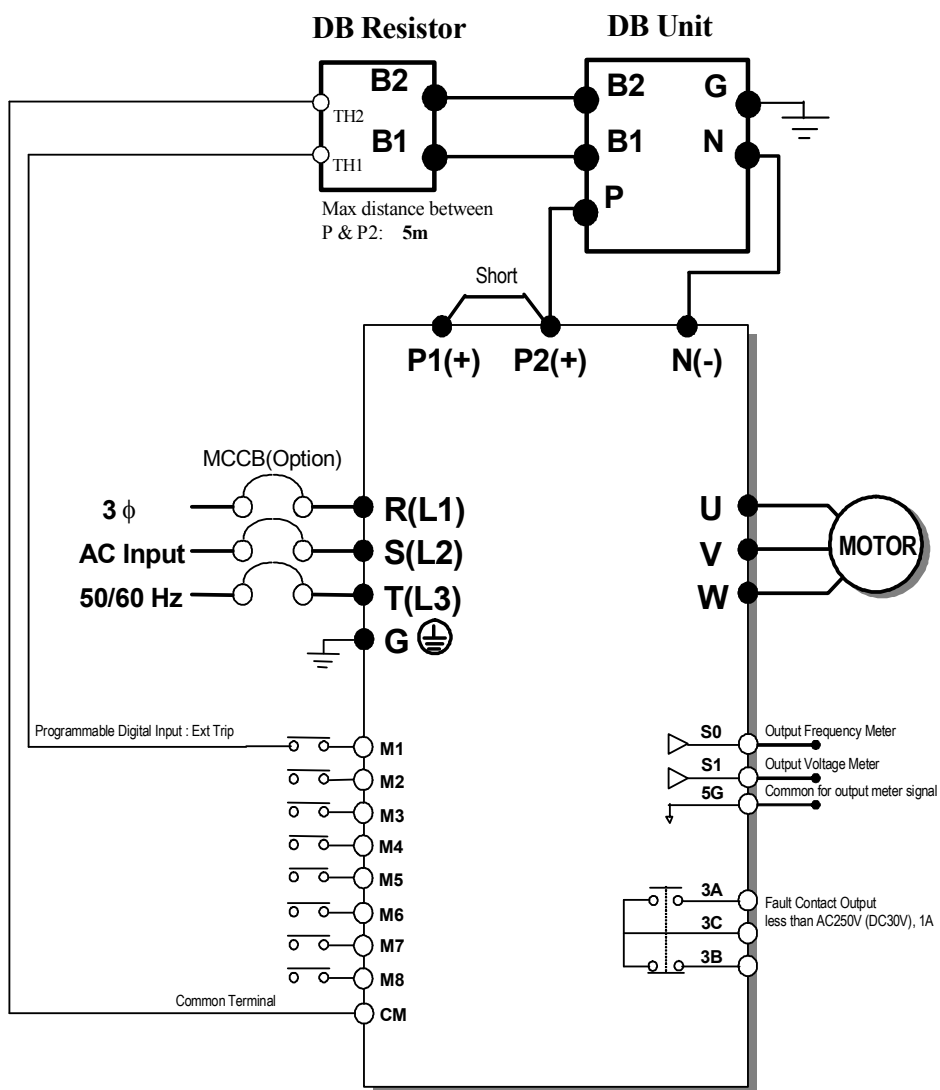 DB Resistor
DB Unit
B2
TH2
B1
TH1
B2
G
B1
N
P
Max distance between
P & P2: 5m
Short
P1(+)
P2(+)
N(-)
MCCB(Option)
3 ϕ
AC Input
50/60 Hz
R(L1)
S(L2)
T(L3)
G
U
V
W
MOTOR
Programmable Digital Input : Ext Trip
M1
M2
M3
M4
M5
M6
M7
M8
Common Terminal
CM
S0
Output Frequency Meter
S1
Output Voltage Meter
5G
Common for output meter signal
3A
3C
3B
Fault Contact Output
less than AC250V (DC30V), 1A